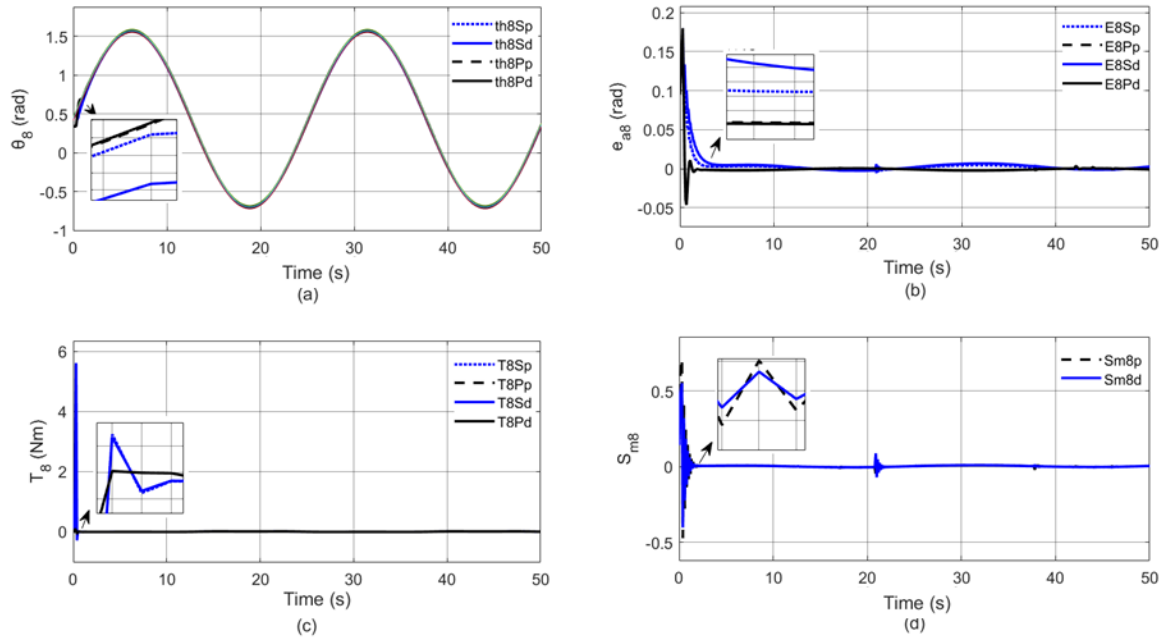 1.5
1
0.5
0
-0.5
-1
0
10
20
30
40
50
θ8 (rad)
Time (s)
th8Sp
th8Sd
th8Pp
th8Pd
(a)
0.2
0.15
0.1
0.05
0
-0.05
0
10
20
30
40
50
ea8 (rad)
Time (s)
E8Sp
E8Pp
E8Sd
E8Pd
(b)
6
4
2
0
0
10
20
30
40
50
T8 (Nm)
Time (s)
T8Sp
T8Pp
T8Sd
T8Pd
(c)
0.5
0
-0.5
0
10
20
30
40
50
Sm8
Time (s)
Sm8p
Sm8d
(d)